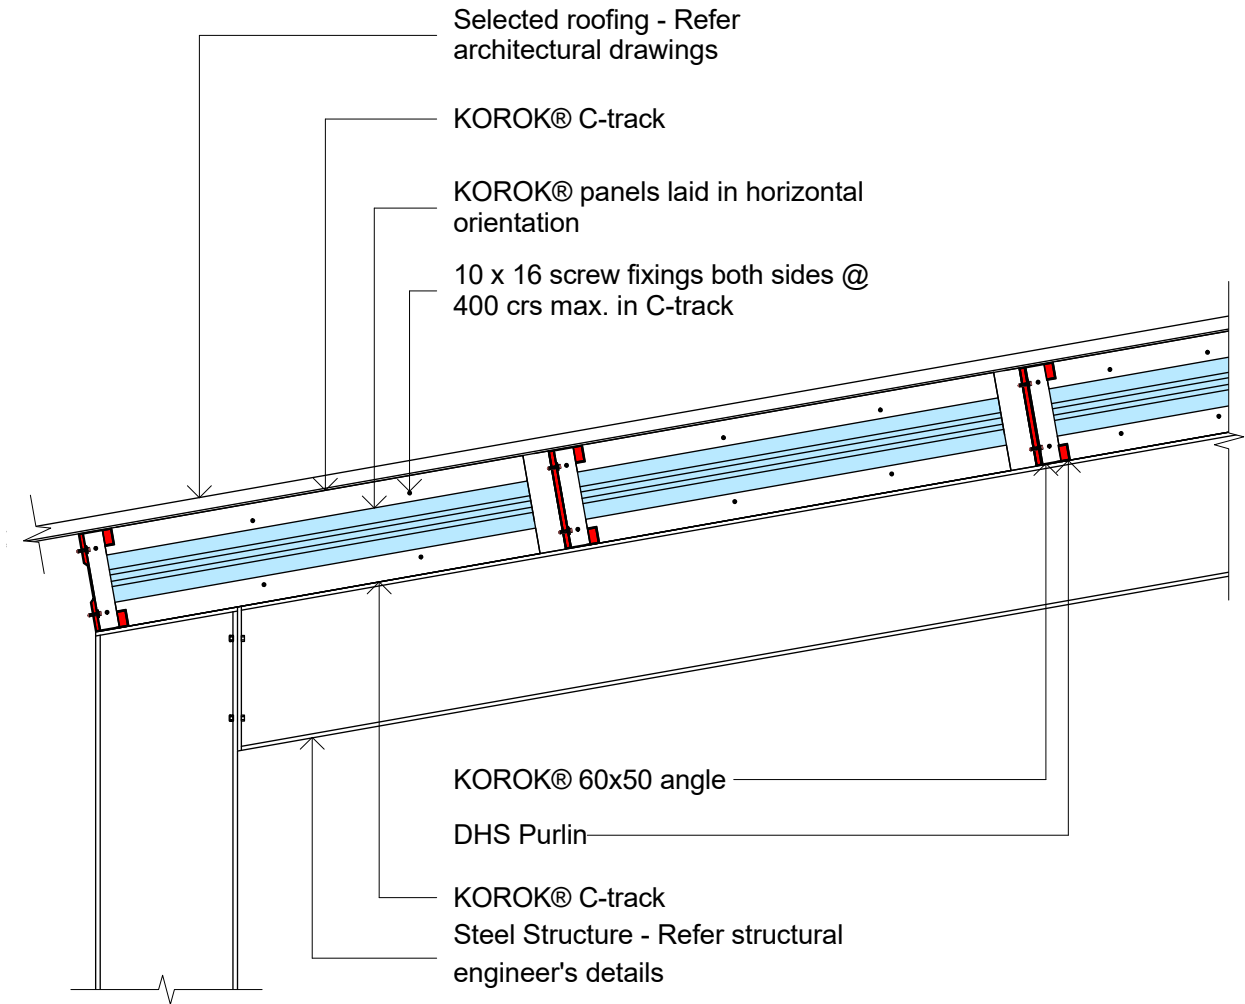 Selected roofing - Refer
architectural drawings
KOROK® C-track
KOROK® panels laid in horizontal
orientation
10 x 16 screw fixings both sides @
400 crs max. in C-track
KOROK® 60x50 angle
DHS Purlin
KOROK® C-track
Steel Structure - Refer structural
engineer's details